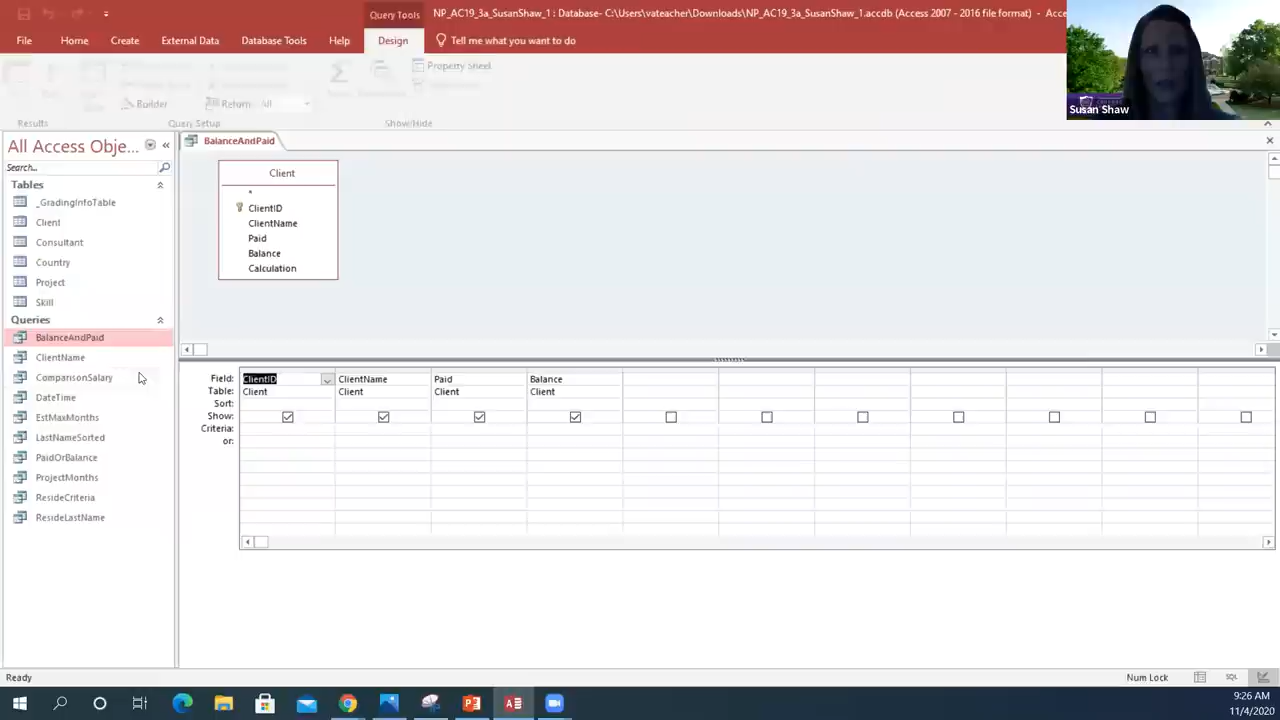 Query Tools
NP_AC19_3a_SusanShaw_1 : Database- C:\Users\vateacher\Downloads\NP_AC19_3a_SusanShaw_1.accdb (Access 2007 - 2016 file format) - Acce
File Home Create External Data Database Tools Help Design Tell me what you want to do
Susan Shaw
Property Sheet
Builder Return: All
Results Query Setup Show/Hide
All Access Obje...
BalanceAndPaid
Search...
Tables
_GradingInfoTable
Client
Consultant
Country
Project
Skill
Queries
BalanceAndPaid
ClientName
ComparisonSalary
DateTime
EstMaxMonths
LastNameSorted
PaidOrBalance
ProjectMonths
ResideCriteria
ResideLastName
Client
*
ClientID
ClientName
Paid
Balance
Calculation
Field: ClientID ClientName Paid Balance
Table: Client Client Client Client
Sort:
Show:
Criteria:
or:
Ready
Num Lock
SQL
9:26 AM
11/4/2020